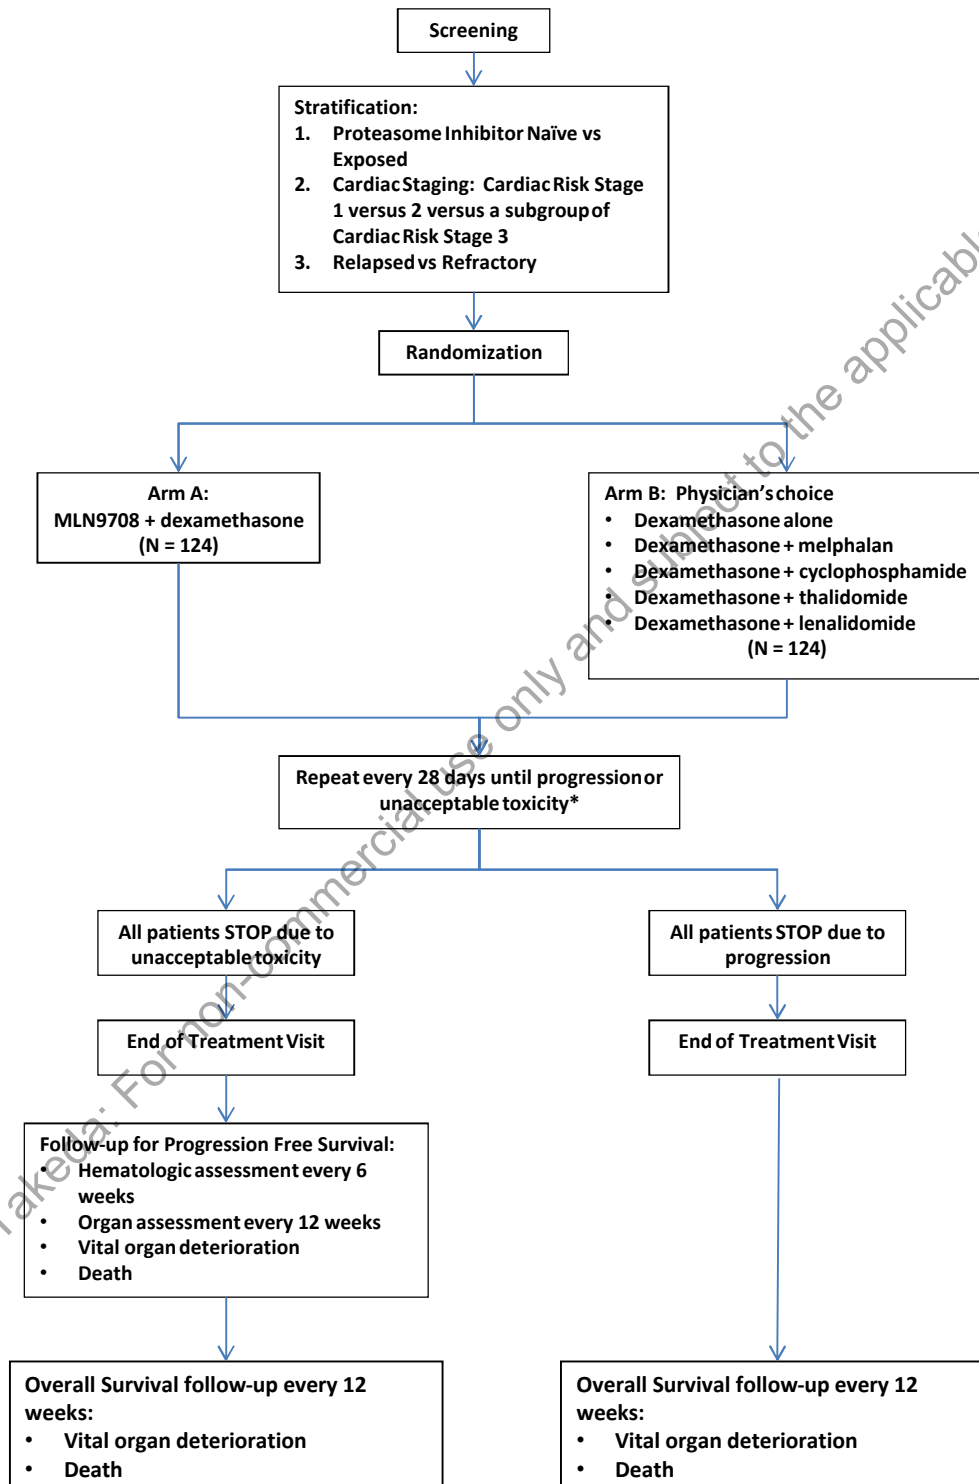 Screening
Stratification:
1. Proteasome Inhibitor Naïve vs
Exposed
2. Cardiac Staging: Cardiac Risk Stage
1 versus 2 versus a subgroup of
Cardiac Risk Stage 3
3. Relapsed vs Refractory
Randomization
Arm A:
MLN9708 + dexamethasone
(N = 124)
Arm B: Physician's choice
• Dexamethasone alone
• Dexamethasone + melphalan
• Dexamethasone + cyclophosphamide
• Dexamethasone + thalidomide
• Dexamethasone + lenalidomide
(N = 124)
Repeat every 28 days until progression or
unacceptable toxicity*
All patients STOP due to
unacceptable toxicity
All patients STOP due to
progression
End of Treatment Visit
End of Treatment Visit
Follow-up for Progression Free Survival:
• Hematologic assessment every 6
weeks
• Organ assessment every 12 weeks
• Vital organ deterioration
• Death
Overall Survival follow-up every 12
weeks:
• Vital organ deterioration
• Death
Overall Survival follow-up every 12
weeks:
• Vital organ deterioration
• Death
Takeda: For non-commercial use only and subject to the applicable